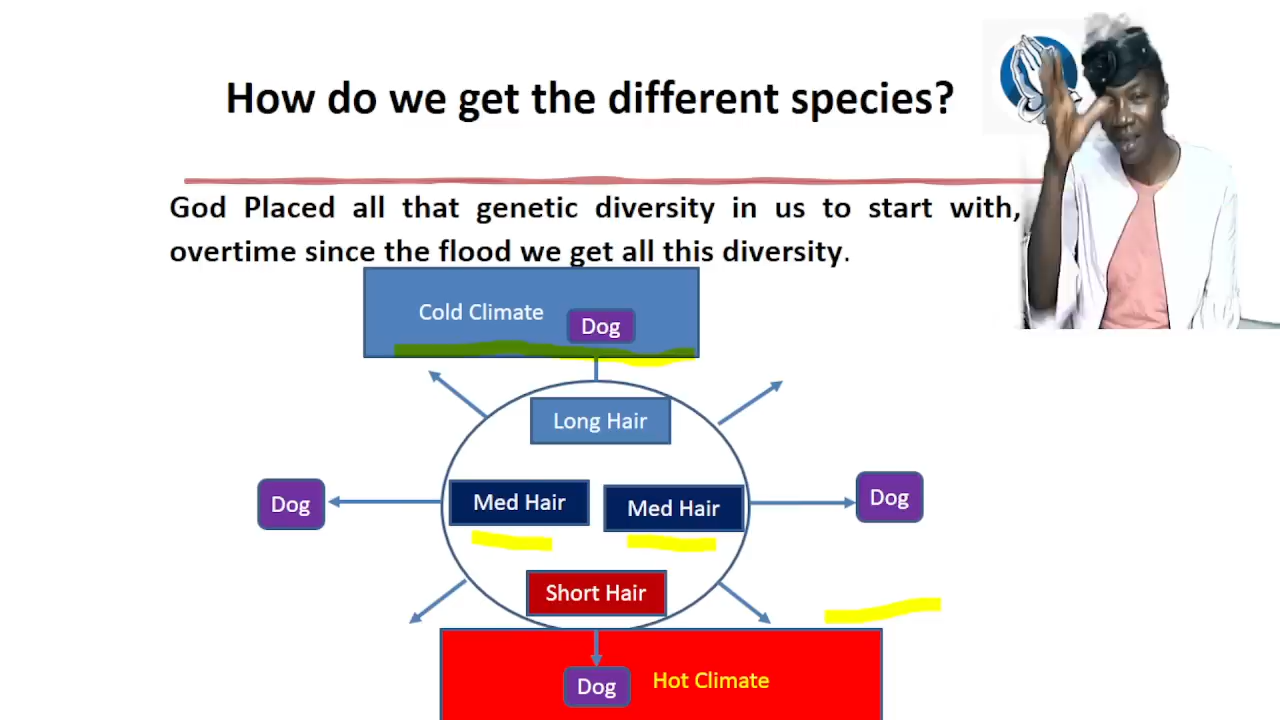 How do we get the different species?
God Placed all that genetic diversity in us to start with,
overtime since the flood we get all this diversity.
Cold Climate
Dog
Long Hair
Dog
Med Hair
Med Hair
Dog
Short Hair
Dog
Hot Climate